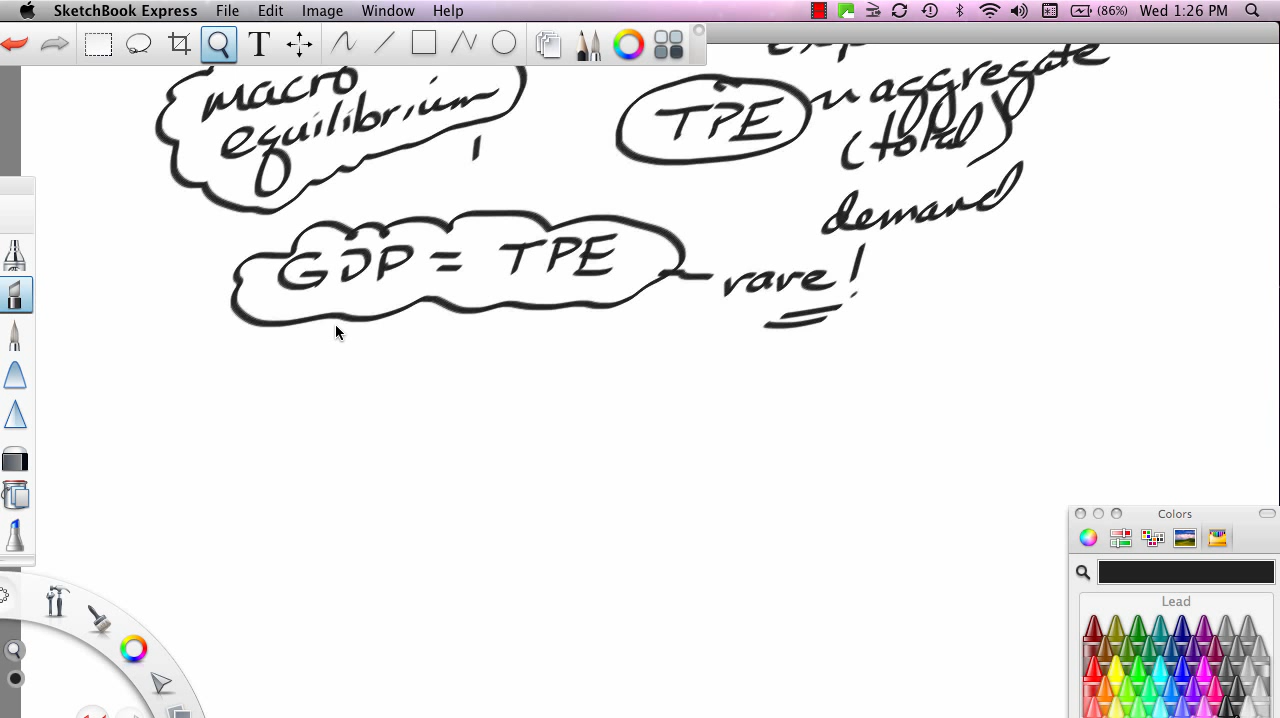 SketchBook Express File Edit Image Window Help (86%) Wed 1:26 PM
T
macro
equilibrium
TPE
aggregate
(total)
demand
GDP = TPE
rare!
Colors
Lead